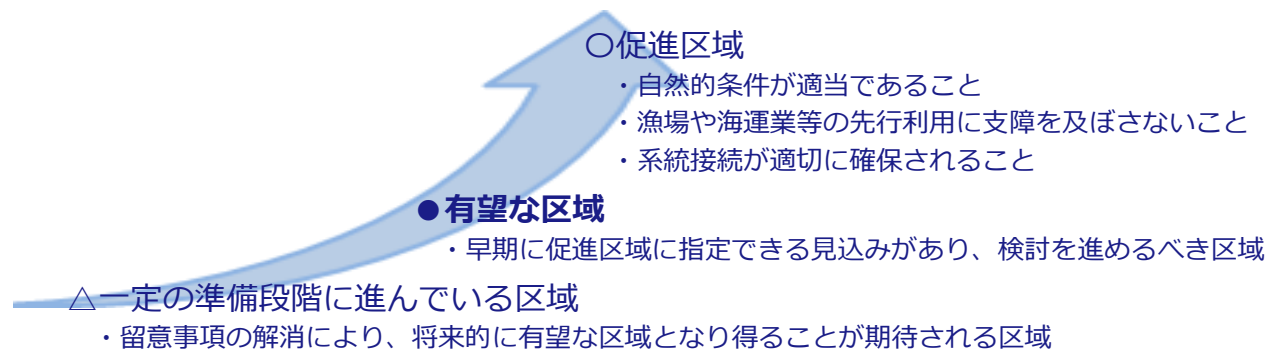 〇促進区域
・自然的条件が適当であること
・漁場や海運業等の先行利用に支障を及ぼさないこと
・系統接続が適切に確保されること
●有望な区域
・早期に促進区域に指定できる見込みがあり、検討を進めるべき区域
△一定の準備段階に進んでいる区域
・留意事項の解消により、将来的に有望な区域となり得ることが期待される区域